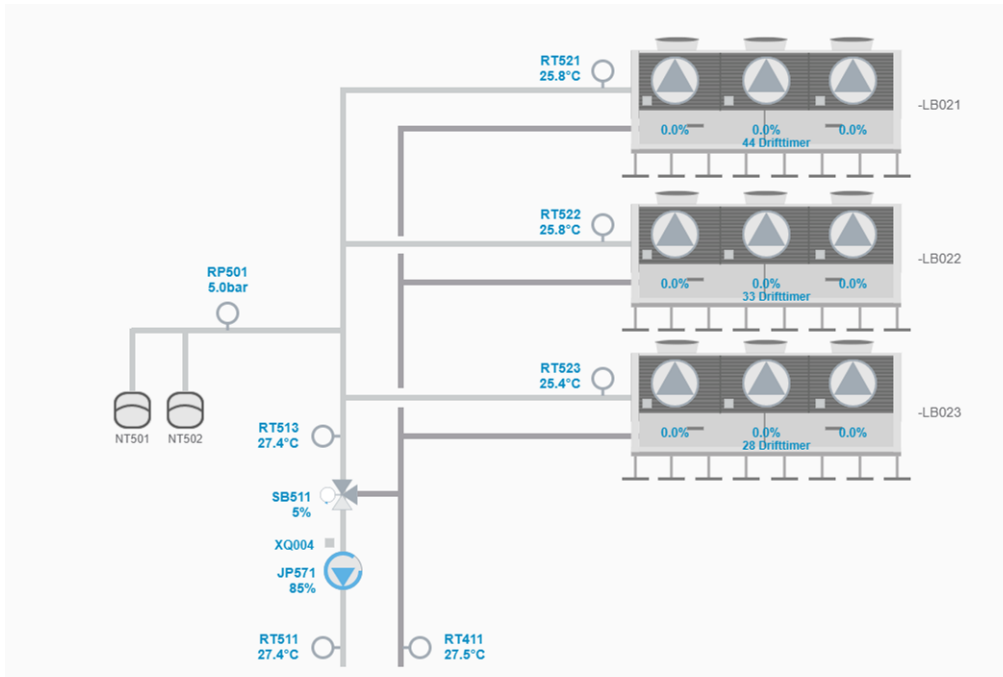 RT521
25.8°C
-LB021
0.0% 0.0% 0.0%
44 Drifttimer
RT522
25.8°C
-LB022
0.0% 0.0% 0.0%
33 Drifttimer
RP501
5.0bar
RT523
25.4°C
-LB023
NT501 NT502
RT513
27.4°C
0.0% 0.0% 0.0%
28 Drifttimer
SB511
5%
XQ004
JP571
85%
RT511
27.4°C
RT411
27.5°C